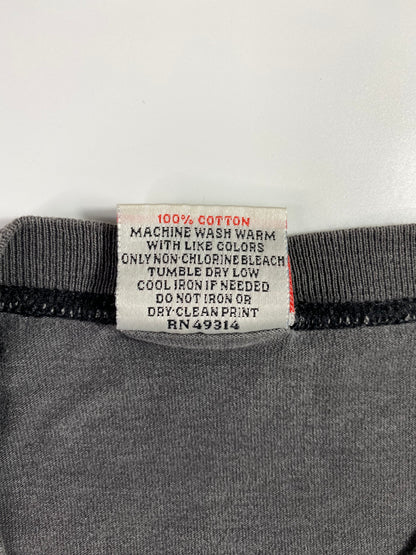 100% COTTON
MACHINE WASH WARM
WITH LIKE COLORS
ONLY NON-CHLORINE BLEACH
TUMBLE DRY LOW
COOL IRON IF NEEDED
DO NOT IRON OR
DRY-CLEAN PRINT
RN 49314